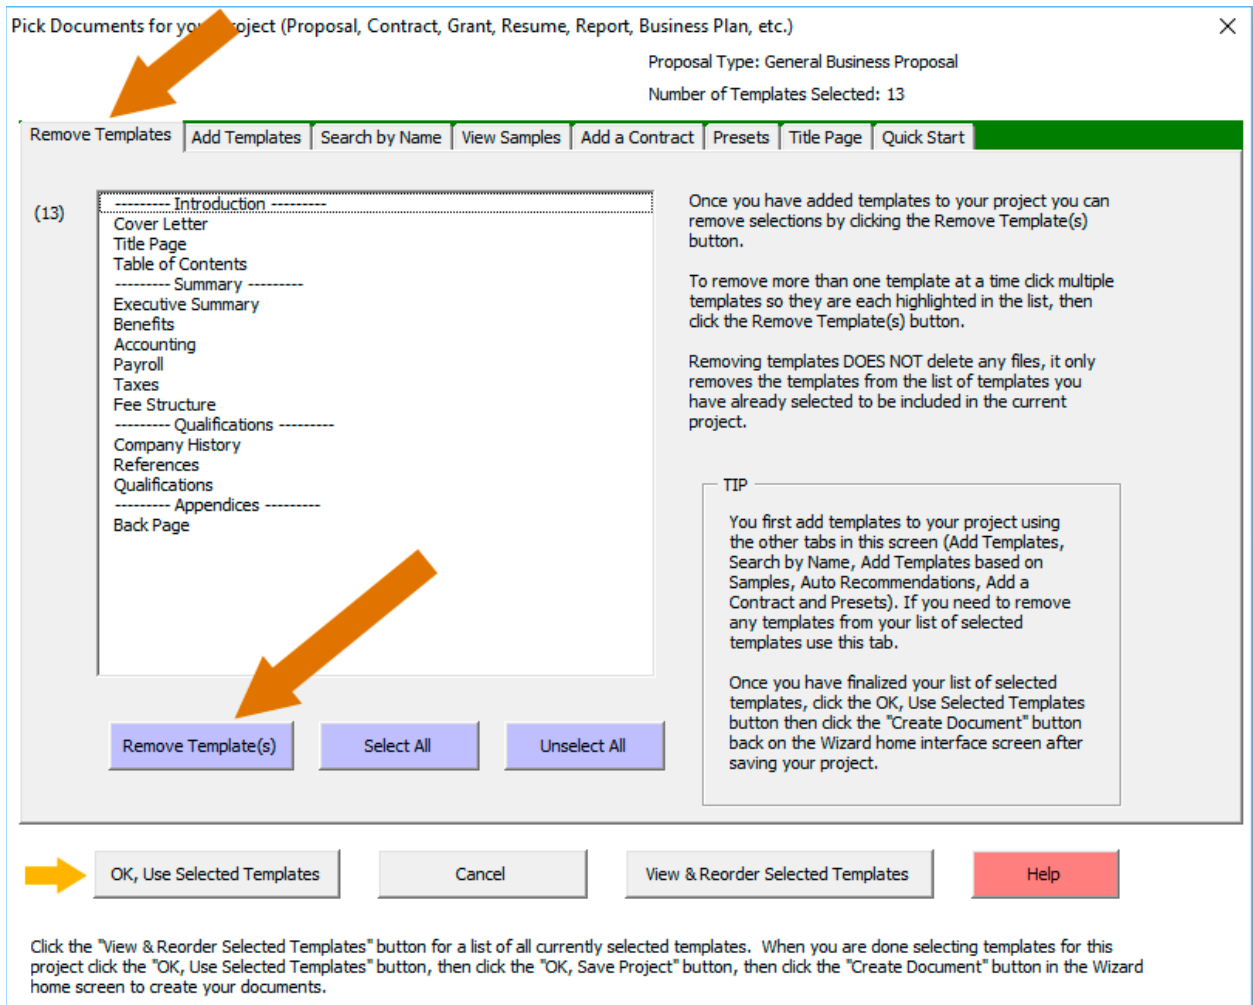 Pick Documents for your Project (Proposal, Contract, Grant, Resume, Report, Business Plan, etc.)
Proposal Type: General Business Proposal
Number of Templates Selected: 13
Remove Templates
Add Templates
Search by Name
View Samples
Add a Contract
Presets
Title Page
Quick Start
(13)
--------- Introduction ---------
Cover Letter
Title Page
Table of Contents
--------- Summary ---------
Executive Summary
Benefits
Accounting
Payroll
Taxes
Fee Structure
--------- Qualifications ---------
Company History
References
Qualifications
--------- Appendices ---------
Back Page
Once you have added templates to your project you can
remove selections by clicking the Remove Template(s)
button.
To remove more than one template at a time click multiple
templates so they are each highlighted in the list, then
click the Remove Template(s) button.
Removing templates DOES NOT delete any files, it only
removes the templates from the list of templates you
have already selected to be included in the current
project.
TIP
You first add templates to your project using
the other tabs in this screen (Add Templates,
Search by Name, Add Templates based on
Samples, Auto Recommendations, Add a
Contract and Presets). If you need to remove
any templates from your list of selected
templates use this tab.
Once you have finalized your list of selected
templates, click the OK, Use Selected Templates
button then click the "Create Document" button
back on the Wizard home interface screen after
saving your project.
Remove Template(s)
Select All
Unselect All
OK, Use Selected Templates
Cancel
View & Reorder Selected Templates
Help
Click the "View & Reorder Selected Templates" button for a list of all currently selected templates.  When you are done selecting templates for this
project click the "OK, Use Selected Templates" button, then click the "OK, Save Project" button, then click the "Create Document" button in the Wizard
home screen to create your documents.